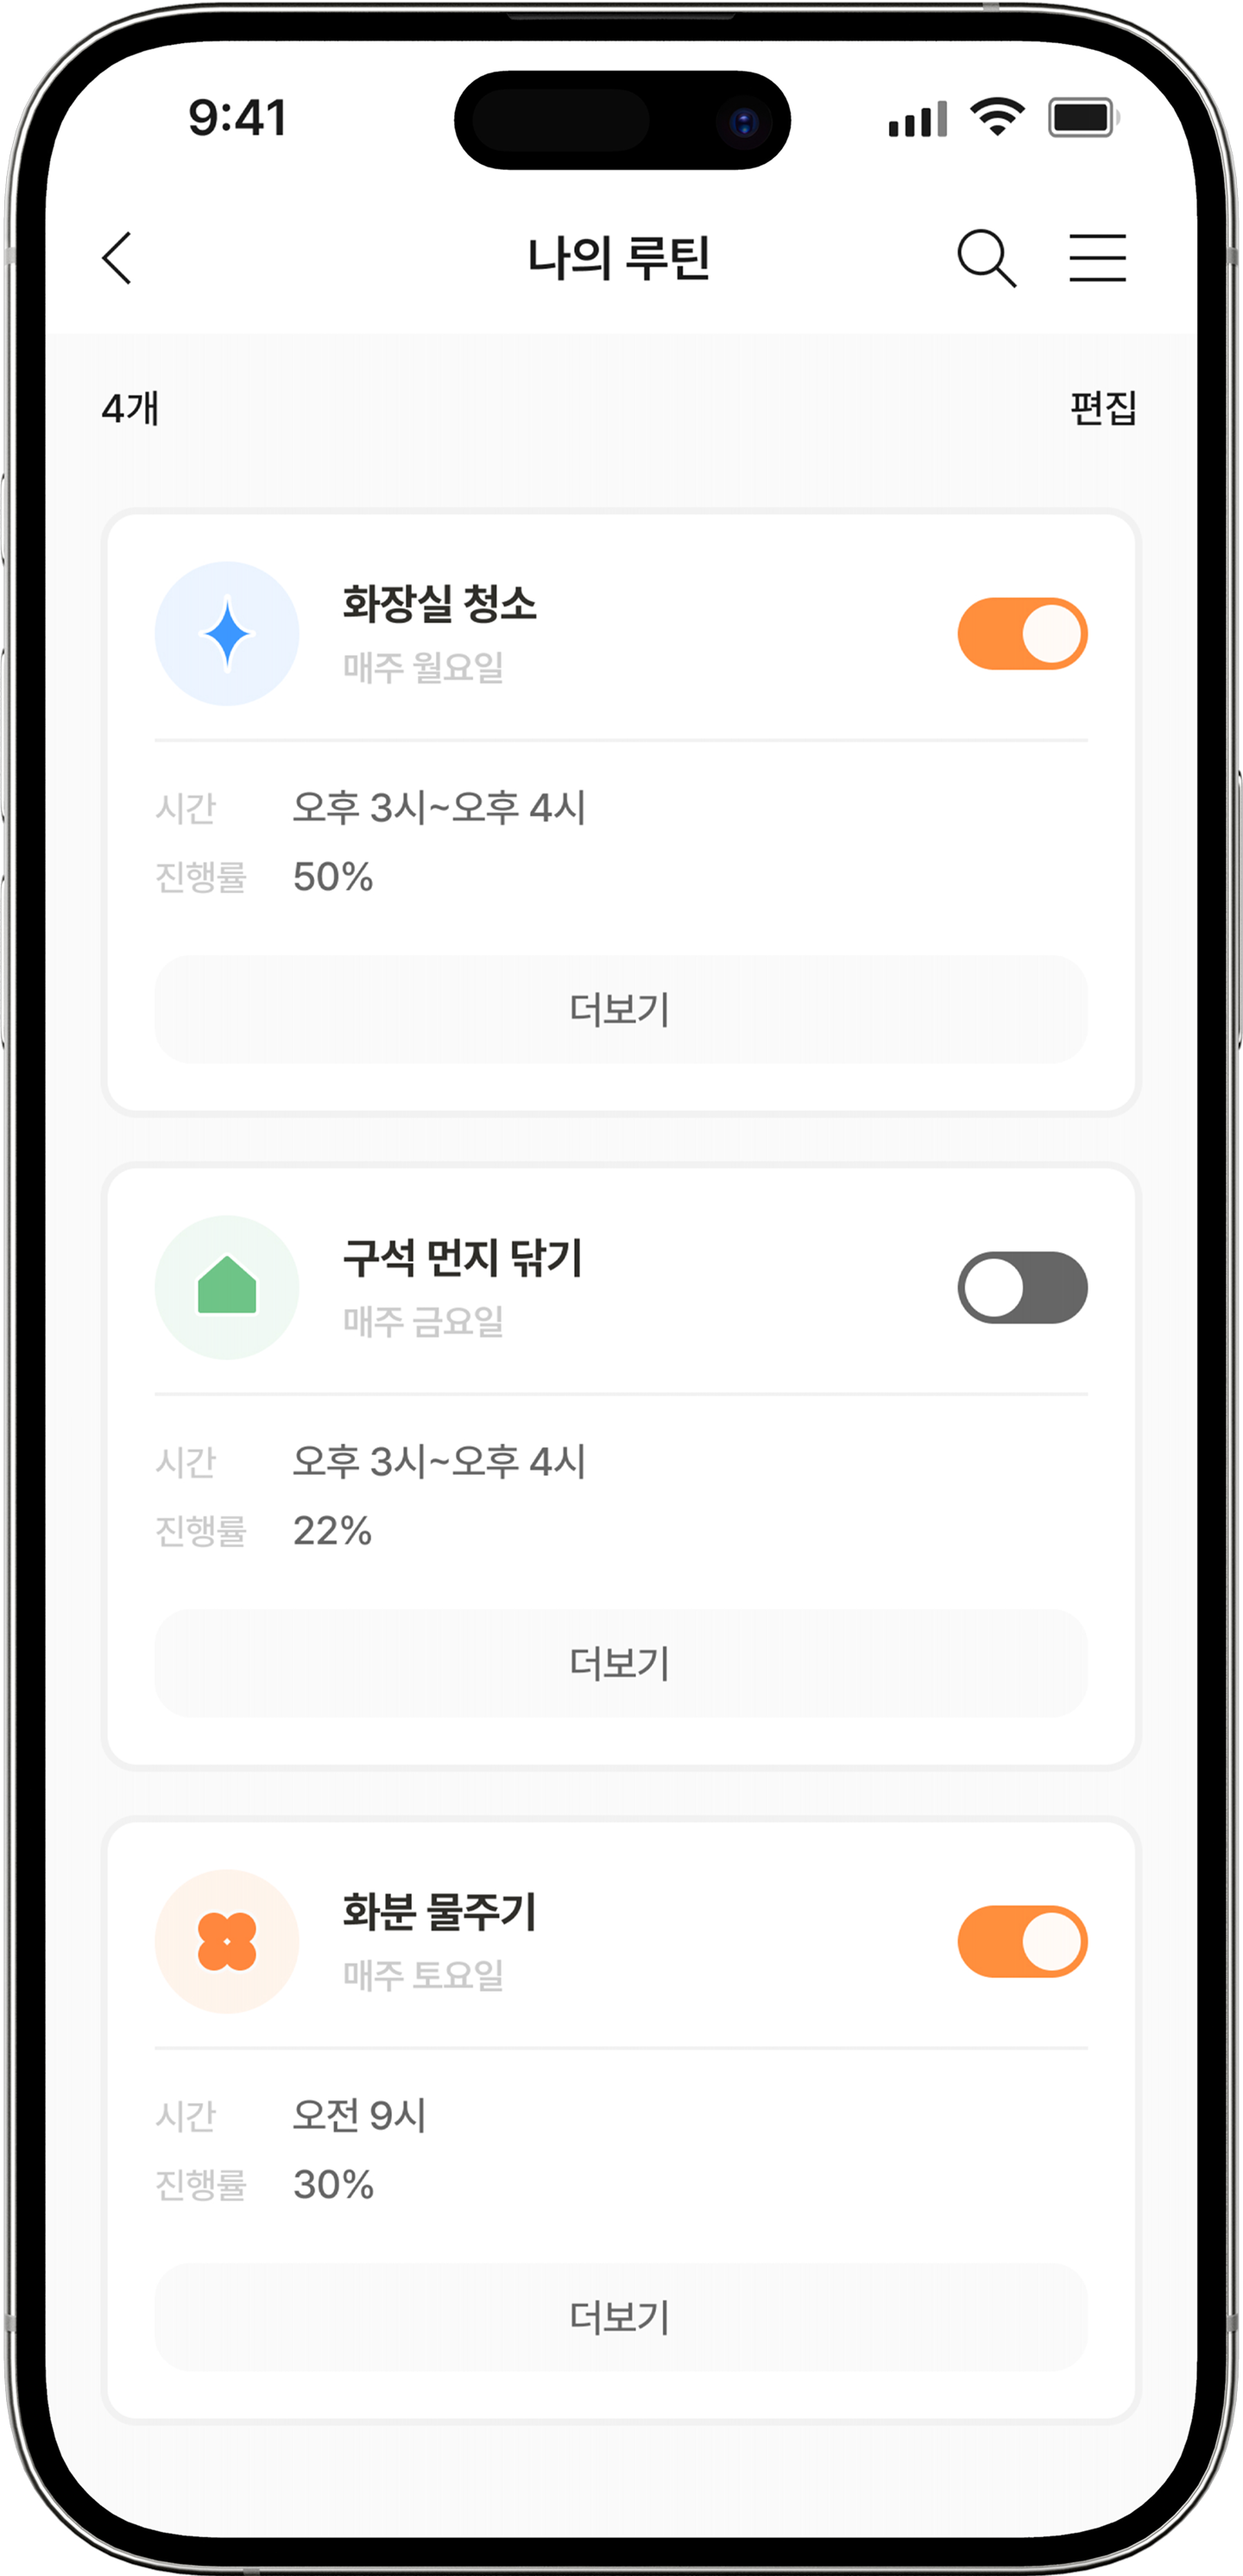 9:41
나의 루틴
4개 편집
화장실 청소
매주 월요일
시간 오후 3시~오후 4시
진행률 50%
더보기
구석 먼지 닦기
매주 금요일
시간 오후 3시~오후 4시
진행률 22%
더보기
화분 물주기
매주 토요일
시간 오전 9시
진행률 30%
더보기